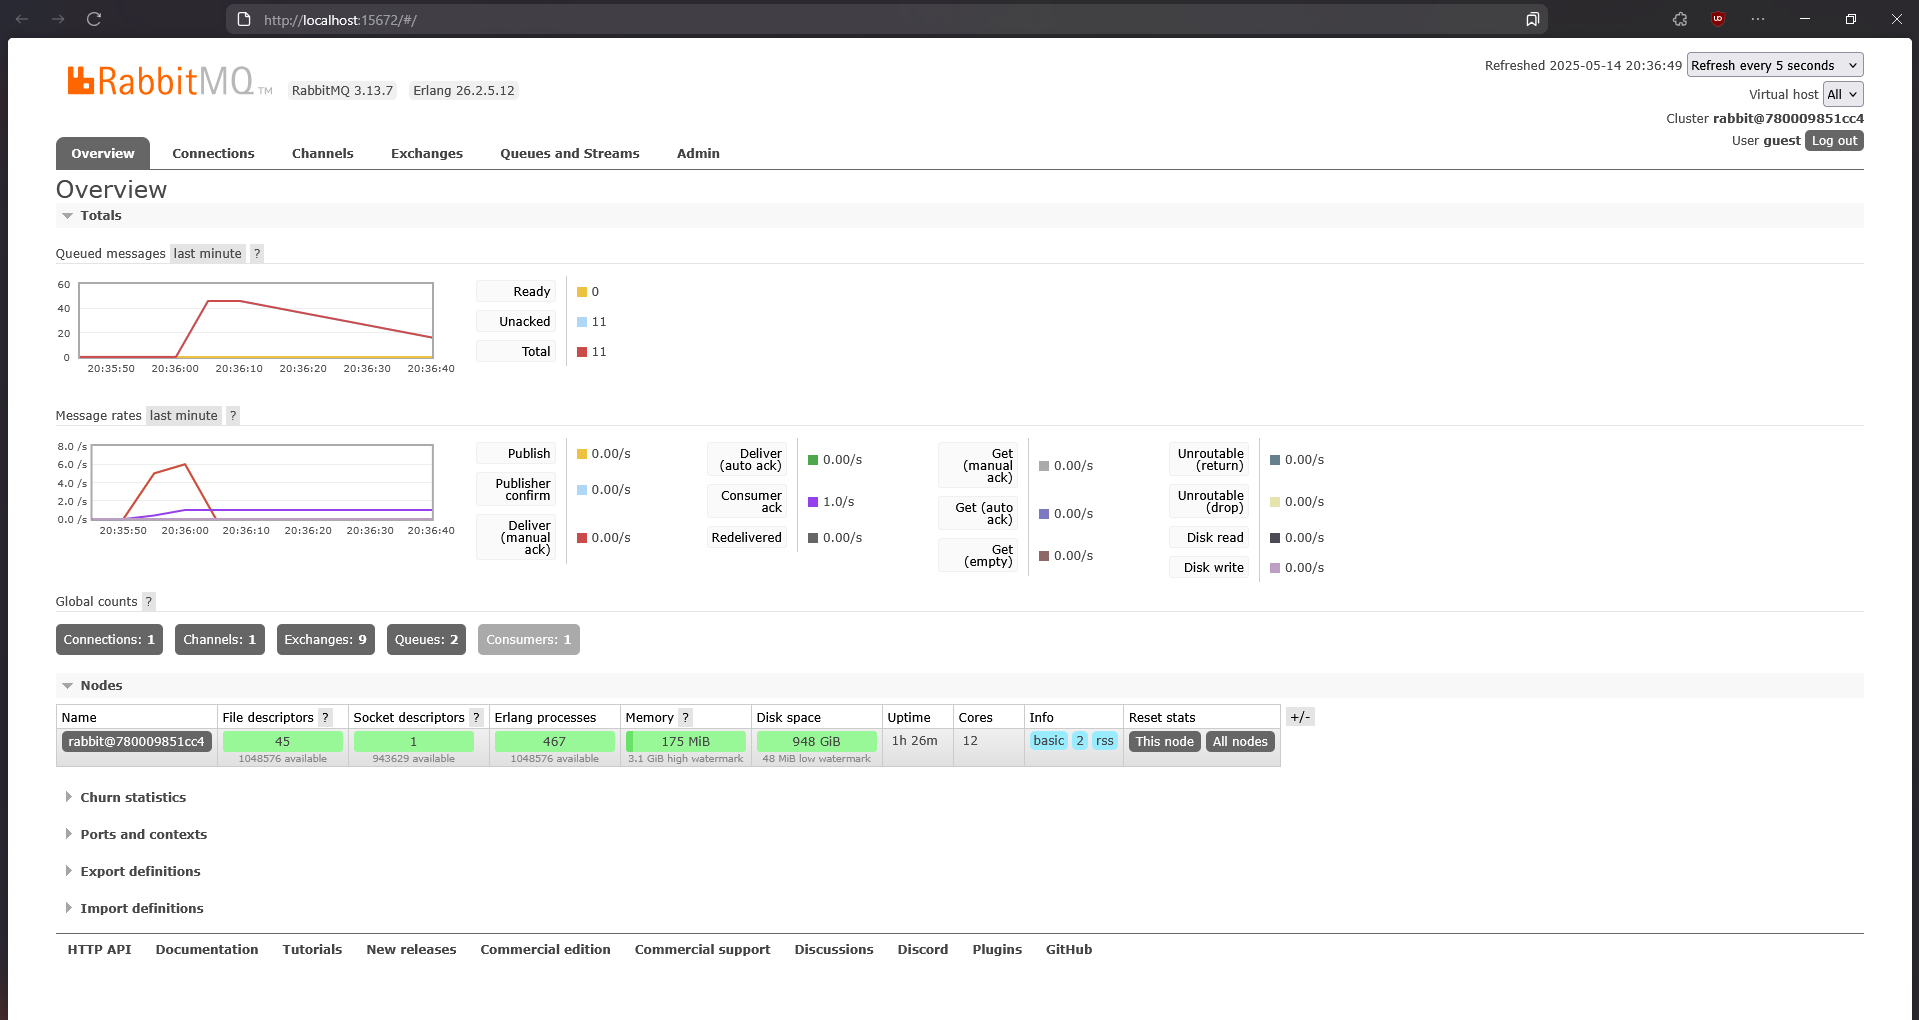 http://localhost:15672/#/
RabbitMQ TM RabbitMQ 3.13.7 Erlang 26.2.5.12
Refreshed 2025-05-14 20:36:49 Refresh every 5 seconds
Virtual host All
Cluster rabbit@780009851cc4
User guest Log out
Overview Connections Channels Exchanges Queues and Streams Admin
Overview
Totals
Queued messages last minute ?
60
40
20
0
20:35:50 20:36:00 20:36:10 20:36:20 20:36:30 20:36:40
Ready 0
Unacked 11
Total 11
Message rates last minute ?
8.0 /s
6.0 /s
4.0 /s
2.0 /s
0.0 /s
20:35:50 20:36:00 20:36:10 20:36:20 20:36:30 20:36:40
Publish 0.00/s
Publisher
confirm 0.00/s
Deliver
(manual
ack) 0.00/s
Deliver
(auto ack) 0.00/s
Consumer
ack 1.0/s
Redelivered 0.00/s
Get
(manual
ack) 0.00/s
Get (auto
ack) 0.00/s
Get
(empty) 0.00/s
Unroutable
(return) 0.00/s
Unroutable
(drop) 0.00/s
Disk read 0.00/s
Disk write 0.00/s
Global counts ?
Connections: 1 Channels: 1 Exchanges: 9 Queues: 2 Consumers: 1
Nodes
Name File descriptors ? Socket descriptors ? Erlang processes Memory ? Disk space Uptime Cores Info Reset stats +/-
rabbit@780009851cc4 45 1 467 175 MiB 948 GiB 1h 26m 12 basic 2 rss This node All nodes
1048576 available 943629 available 1048576 available 3.1 GiB high watermark 48 MiB low watermark
Churn statistics
Ports and contexts
Export definitions
Import definitions
HTTP API Documentation Tutorials New releases Commercial edition Commercial support Discussions Discord Plugins GitHub